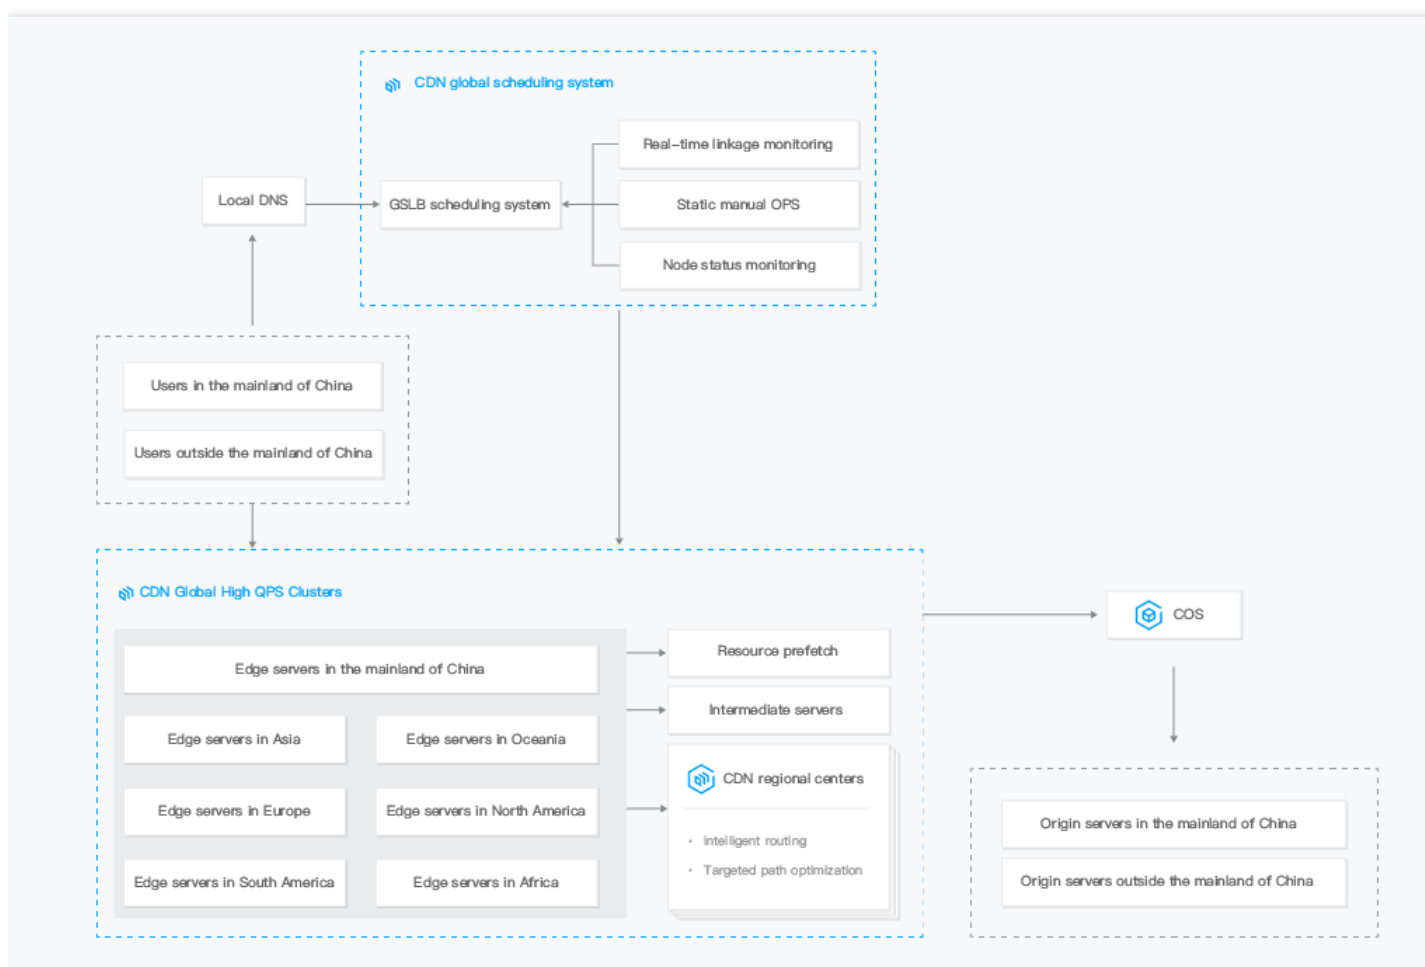 CDN global scheduling system
Real-time linkage monitoring
Local DNS
GSLB scheduling system
Static manual OPS
Node status monitoring
Users in the mainland of China
Users outside the mainland of China
CDN Global High QPS Clusters
COS
Edge servers in the mainland of China
Resource prefetch
Intermediate servers
Edge servers in Asia
Edge servers in Oceania
CDN regional centers
Edge servers in Europe
Edge servers in North America
• Intelligent routing
• Targeted path optimization
Edge servers in South America
Edge servers in Africa
Origin servers in the mainland of China
Origin servers outside the mainland of China